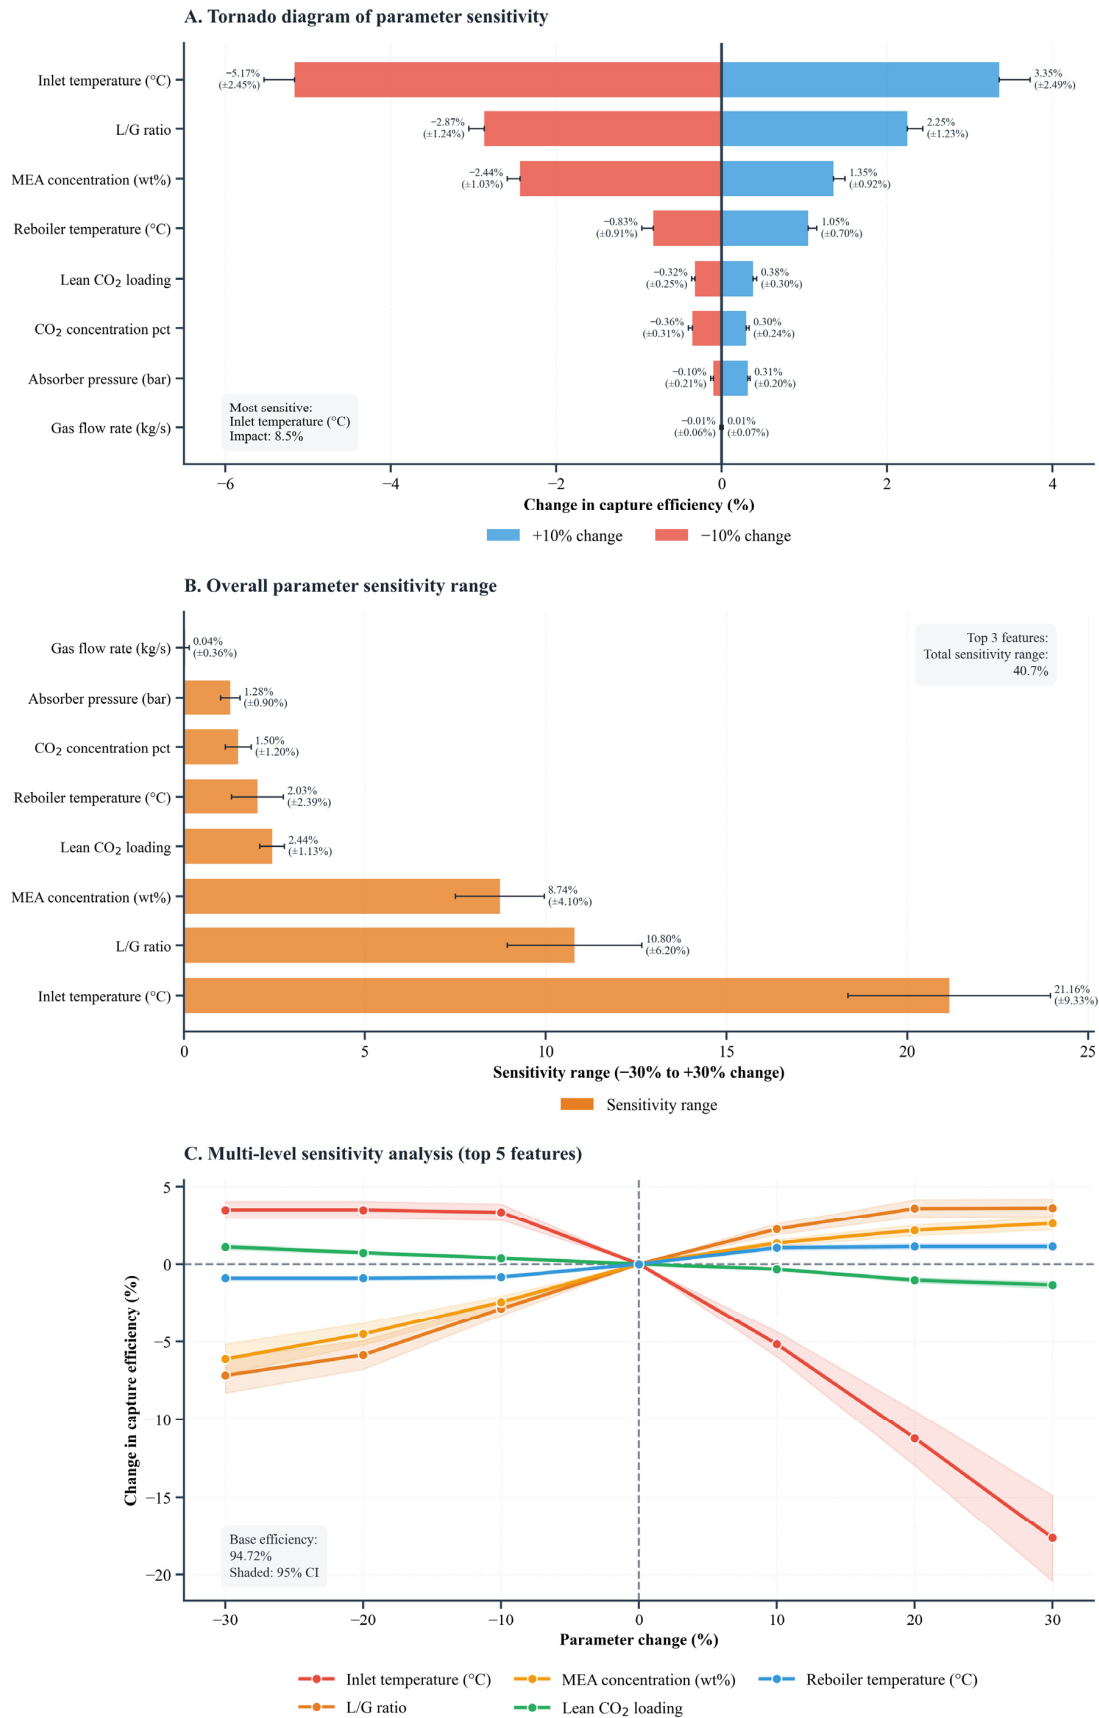 A. Tornado diagram of parameter sensitivity
Inlet temperature (°C)
−5.17%
(±2.45%)
3.35%
(±2.49%)
L/G ratio
−2.87%
(±1.24%)
2.25%
(±1.23%)
MEA concentration (wt%)
−2.44%
(±1.03%)
1.35%
(±0.92%)
Reboiler temperature (°C)
−0.83%
(±0.91%)
1.05%
(±0.70%)
Lean CO₂ loading
−0.32%
(±0.25%)
0.38%
(±0.30%)
CO₂ concentration pct
−0.36%
(±0.31%)
0.30%
(±0.24%)
Absorber pressure (bar)
−0.10%
(±0.21%)
0.31%
(±0.20%)
Gas flow rate (kg/s)
−0.01%
(±0.06%)
0.01%
(±0.07%)
Most sensitive:
Inlet temperature (°C)
Impact: 8.5%
−6 −4 −2 0 2 4
Change in capture efficiency (%)
+10% change −10% change
B. Overall parameter sensitivity range
Gas flow rate (kg/s)
0.04%
(±0.36%)
Top 3 features:
Total sensitivity range:
40.7%
Absorber pressure (bar)
1.28%
(±0.90%)
CO₂ concentration pct
1.50%
(±1.20%)
Reboiler temperature (°C)
2.03%
(±2.39%)
Lean CO₂ loading
2.44%
(±1.13%)
MEA concentration (wt%)
8.74%
(±4.10%)
L/G ratio
10.80%
(±6.20%)
Inlet temperature (°C)
21.16%
(±9.33%)
0 5 10 15 20 25
Sensitivity range (−30% to +30% change)
Sensitivity range
C. Multi-level sensitivity analysis (top 5 features)
Change in capture efficiency (%)
5
0
−5
−10
−15
−20
Base efficiency:
94.72%
Shaded: 95% CI
−30 −20 −10 0 10 20 30
Parameter change (%)
Inlet temperature (°C) MEA concentration (wt%) Reboiler temperature (°C)
L/G ratio Lean CO₂ loading